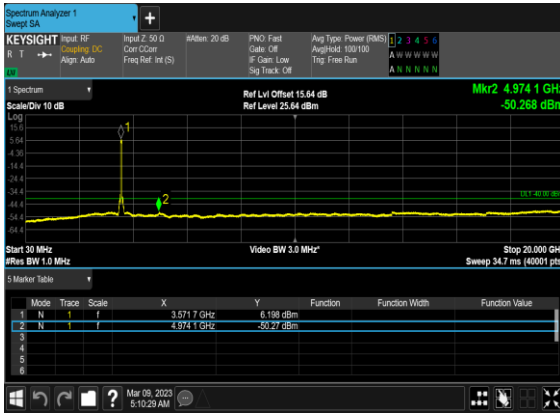 Spectrum Analyzer 1
Swept SA
+
KEYSIGHT Input: RF Input Z: 50 Ω #Atten: 20 dB PNO: Fast Avg Type: Power (RMS) 1 2 3 4 5 6
R T Coupling: DC Corr CCorr Gate: Off Avg|Hold: 100/100 A W W W W W
Align: Auto Freq Ref: Int (S) IF Gain: Low Trig: Free Run
Sig Track: Off A N N N N N
1 Spectrum
Ref Lvl Offset 15.64 dB Mkr2 4.974 1 GHz
Scale/Div 10 dB Ref Level 25.64 dBm -50.268 dBm
Log
15.6
5.64
-4.36
-14.4
-24.4
-34.4
-44.4
-54.4
-64.4
1
2
DL1 -40.00 dBm
Start 30 MHz Video BW 3.0 MHz* Stop 20.000 GHz
#Res BW 1.0 MHz Sweep 34.7 ms (40001 pts)
5 Marker Table
Mode Trace Scale X Y Function Function Width Function Value
1 N 1 f 3.571 7 GHz 6.198 dBm
2 N 1 f 4.974 1 GHz -50.27 dBm
3
4
5
6
? Mar 09, 2023
5:10:29 AM